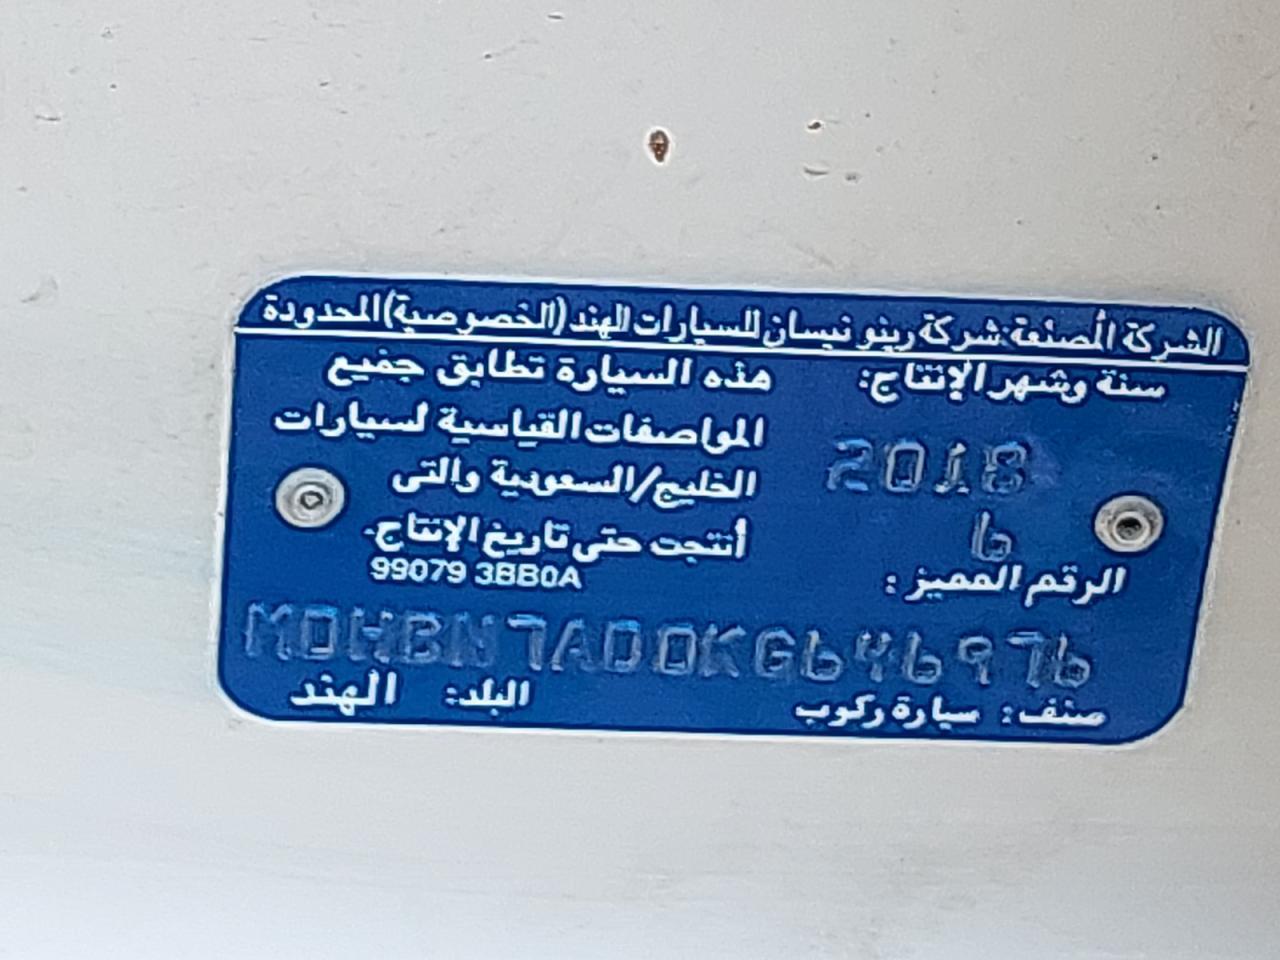 الشركة المصنعة: شركة رينو نيسان للسيارات الهند (الخصوصية) المحدودة
سنة وشهر الإنتاج:
2018
6
هذه السيارة تطابق جميع
المواصفات القياسية لسيارات
الخليج/السعودية والتى
أنتجت حتى تاريخ الإنتاج.
99079 3BB0A
الرقم المميز :
MDHBN7AD0KG646976
صنف: سيارة ركوب
البلد: الهند